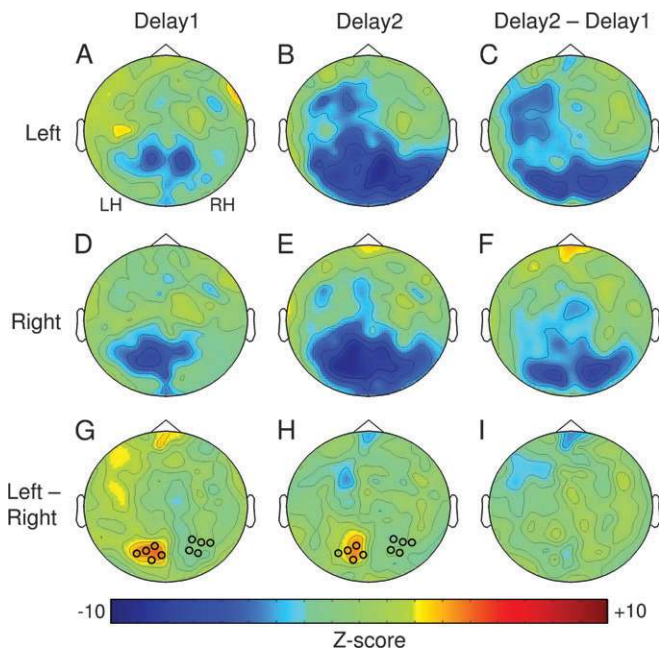 Delay1 Delay2 Delay2 – Delay1
A B C
Left
LH RH
D E F
Right
G H I
Left –
Right
-10 +10
Z-score